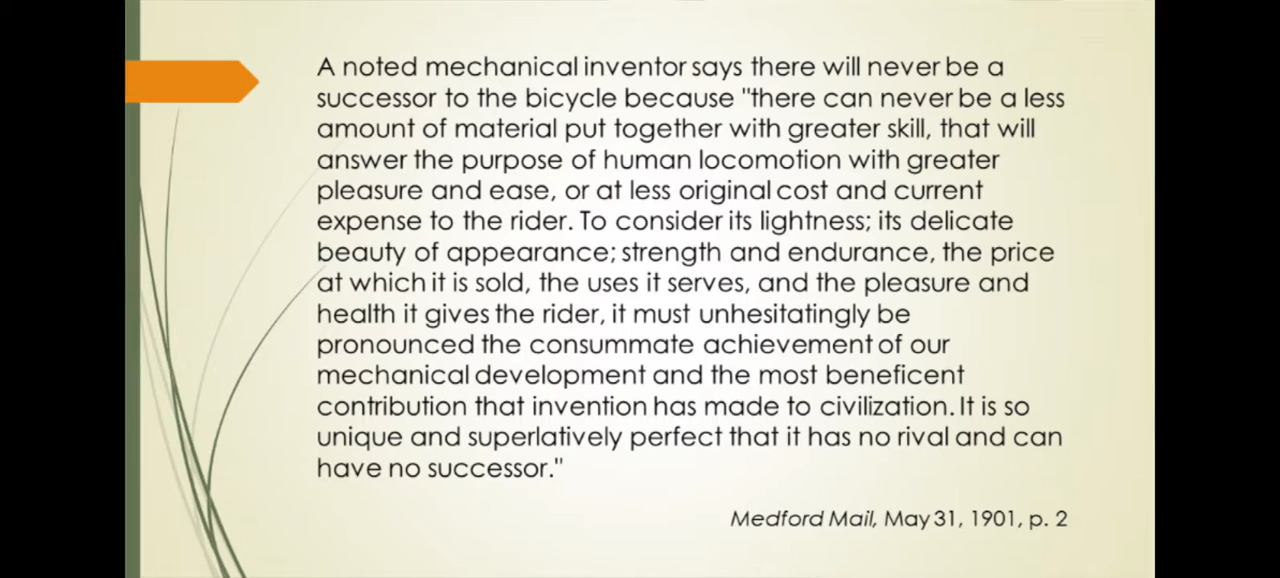 A noted mechanical inventor says there will never be a
successor to the bicycle because "there can never be a less
amount of material put together with greater skill, that will
answer the purpose of human locomotion with greater
pleasure and ease, or at less original cost and current
expense to the rider. To consider its lightness; its delicate
beauty of appearance; strength and endurance, the price
at which it is sold, the uses it serves, and the pleasure and
health it gives the rider, it must unhesitatingly be
pronounced the consummate achievement of our
mechanical development and the most beneficent
contribution that invention has made to civilization. It is so
unique and superlatively perfect that it has no rival and can
have no successor."
Medford Mail, May 31, 1901, p. 2